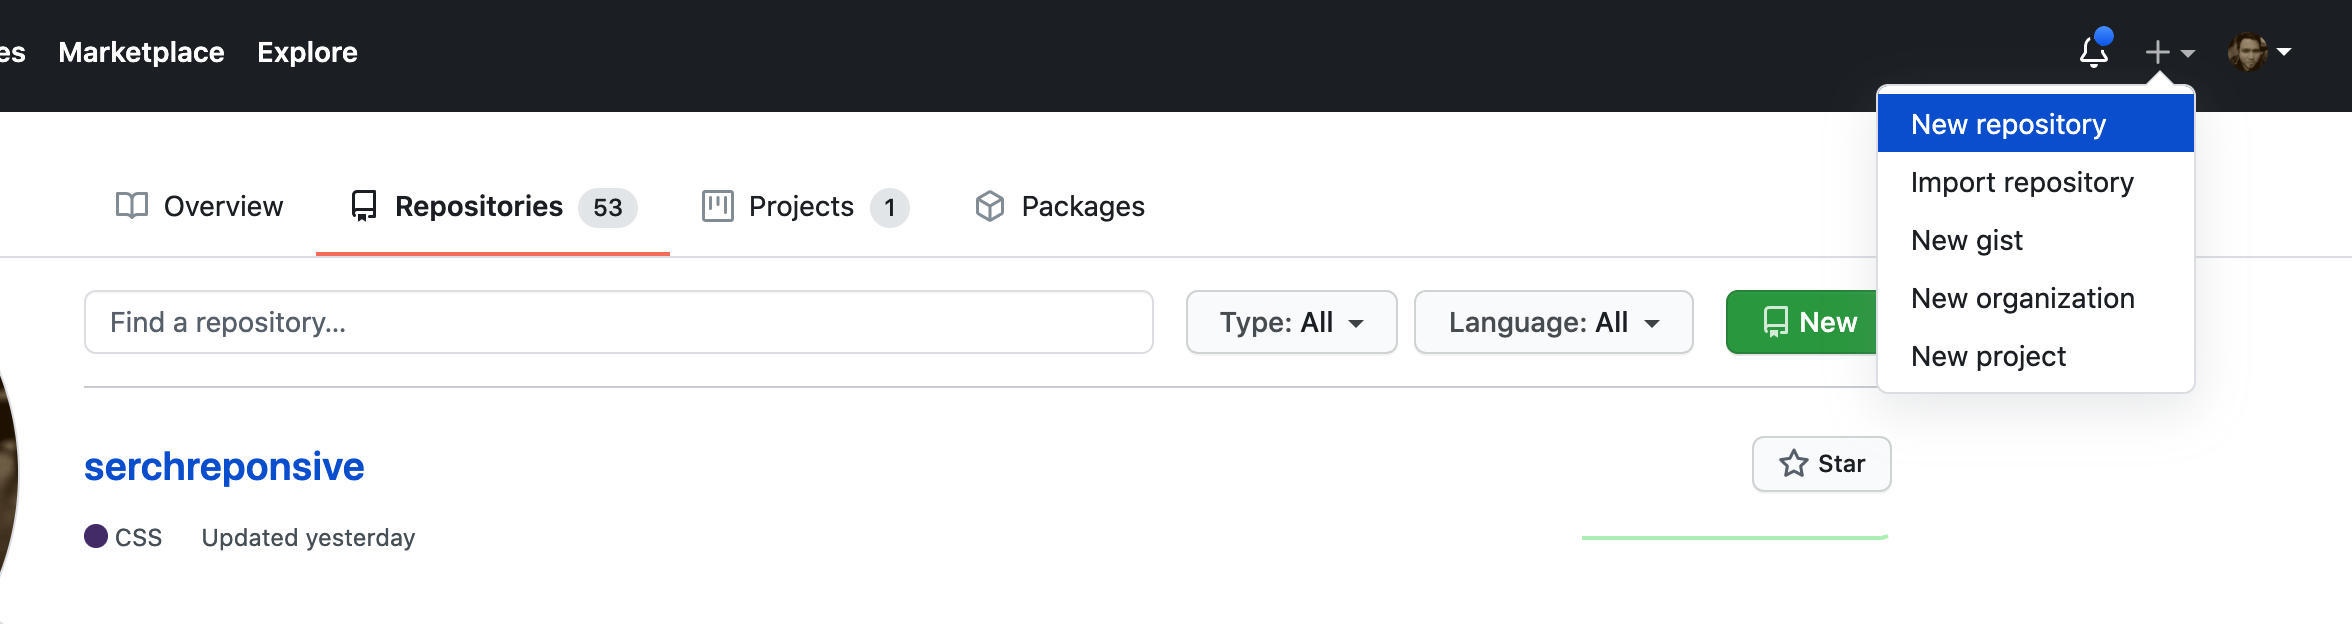 es Marketplace Explore
New repository
Import repository
New gist
New organization
New project
Overview Repositories 53 Projects 1 Packages
Find a repository... Type: All Language: All New
serchreponsive Star
CSS Updated yesterday